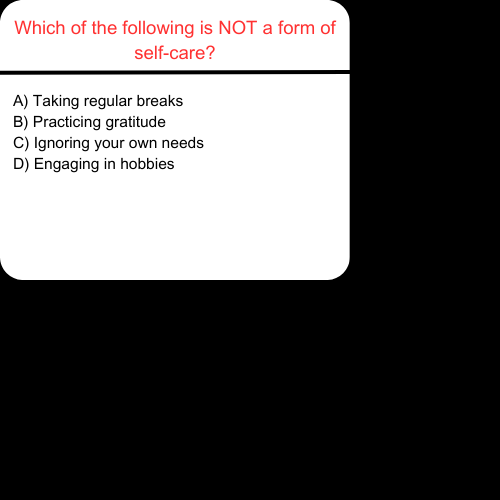 Which of the following is NOT a form of
self-care?
A) Taking regular breaks
B) Practicing gratitude
C) Ignoring your own needs
D) Engaging in hobbies